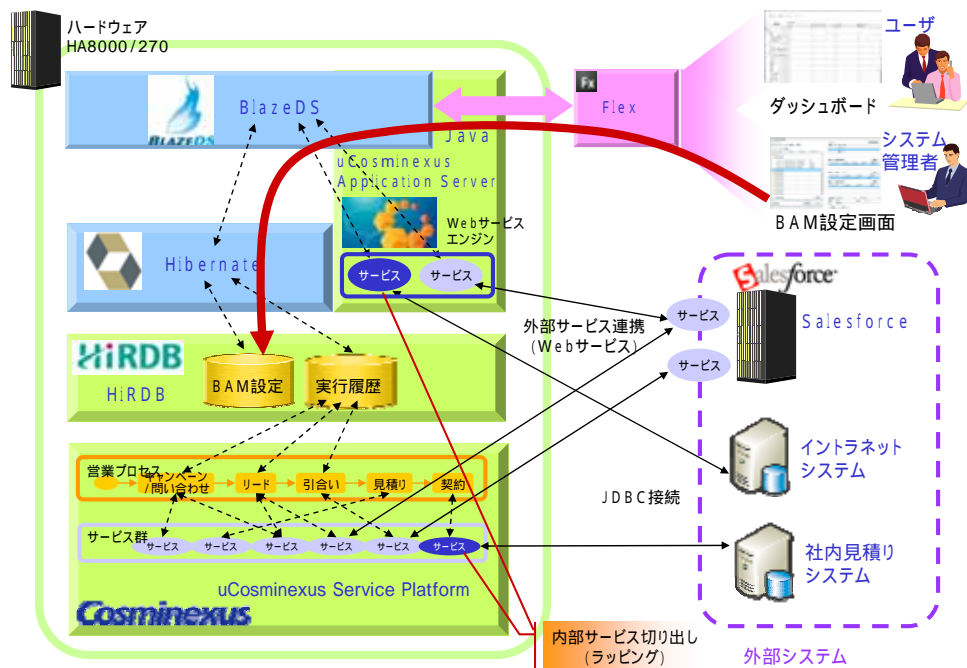 ハードウェア
HA8000/270
BlazeDS
BLAZEDS
Java
uCosminexus
Application Server
Webサービス
エンジン
サービス
サービス
Hibernate
HiRDB
HiRDB
BAM設定
実行履歴
営業プロセス
キャンペーン
/問い合わせ
リード
引合い
見積り
契約
サービス群
サービス
サービス
サービス
サービス
サービス
サービス
uCosminexus Service Platform
Cosminexus
Fx
Flex
ユーザ
ダッシュボード
システム
管理者
BAM設定画面
salesforce
Salesforce
サービス
サービス
外部サービス連携
(Webサービス)
イントラネット
システム
JDBC接続
社内見積り
システム
内部サービス切り出し
(ラッピング)
外部システム